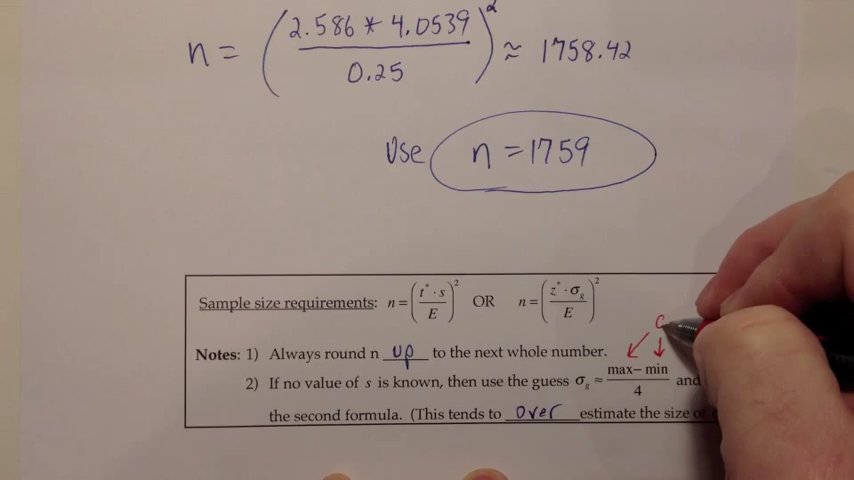 n = ( 2.586 * 4.0539 / 0.25 )² ≈ 1758.42
Use n = 1759
Sample size requirements: n = ( t* · s / E )² OR n = ( z* · σg / E )²
Notes: 1) Always round n up to the next whole number.
2) If no value of s is known, then use the guess σg ≈ max– min / 4 and
the second formula. (This tends to over estimate the size of